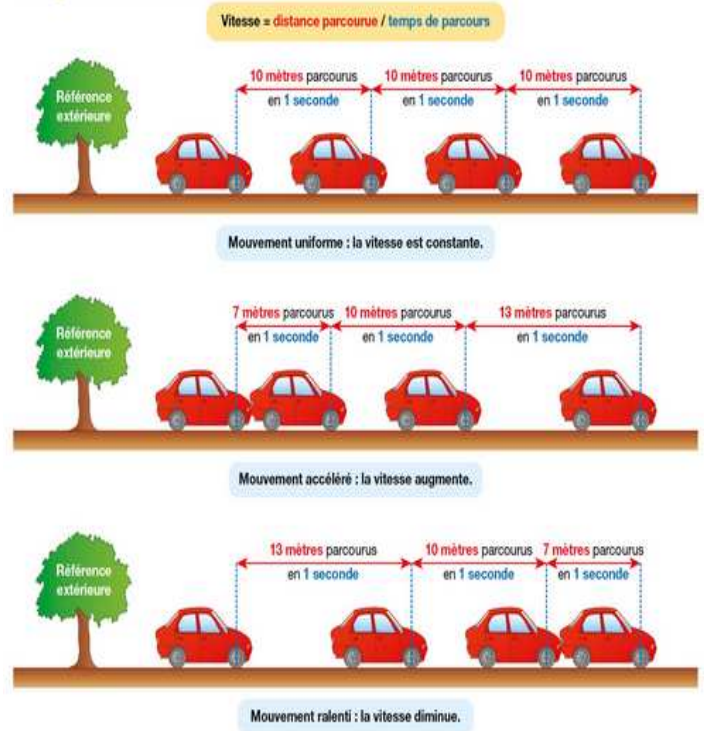 Vitesse = distance parcourue / temps de parcours
10 mètres parcourus
en 1 seconde
10 mètres parcourus
en 1 seconde
10 mètres parcourus
en 1 seconde
Référence
extérieure
Mouvement uniforme : la vitesse est constante.
7 mètres parcourus
en 1 seconde
10 mètres parcourus
en 1 seconde
13 mètres parcourus
en 1 seconde
Référence
extérieure
Mouvement accéléré : la vitesse augmente.
13 mètres parcourus
en 1 seconde
10 mètres parcourus
en 1 seconde
7 mètres parcourus
en 1 seconde
Référence
extérieure
Mouvement ralenti : la vitesse diminue.